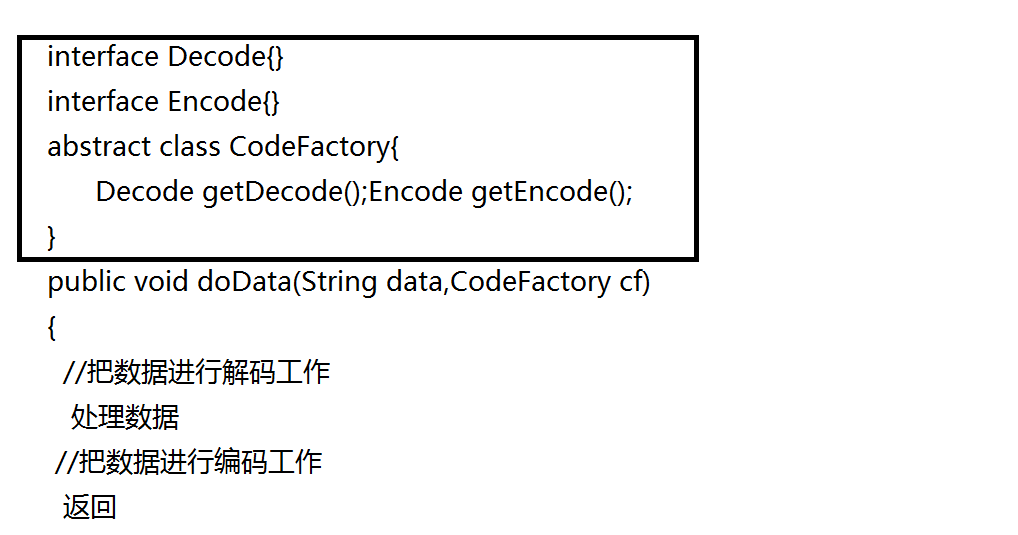 interface Decode{}
interface Encode{}
abstract class CodeFactory{
Decode getDecode();Encode getEncode();
}
public void doData(String data,CodeFactory cf)
{
//把数据进行解码工作
处理数据
//把数据进行编码工作
返回